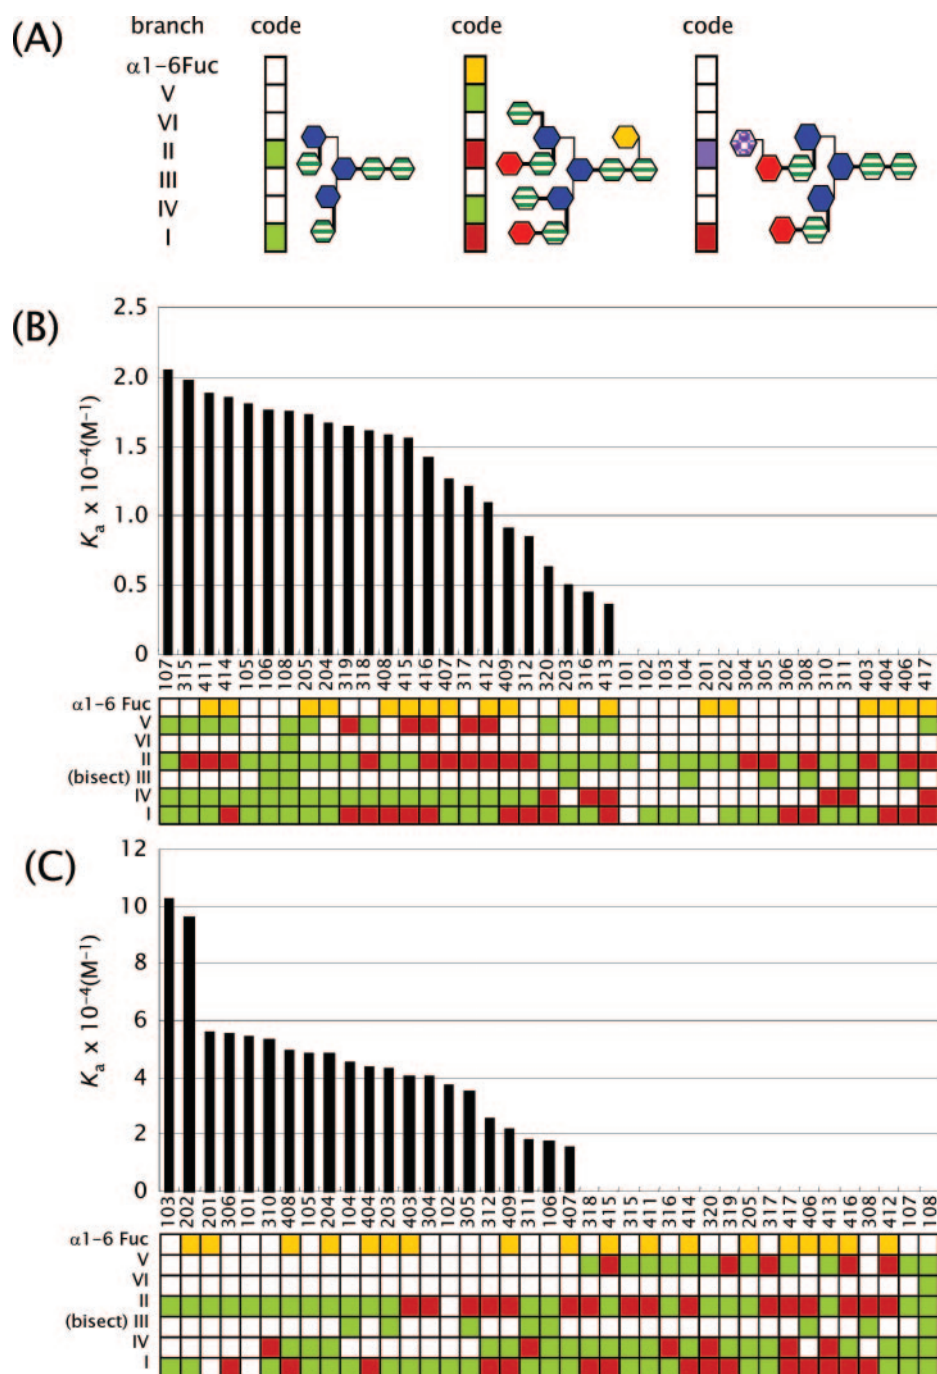 (A)
branch code code code
α1-6Fuc
V
VI
II
III
IV
I
(B)
Ka x 10⁻⁴(M⁻¹)
2.5
2.0
1.5
1.0
0.5
0
107 315 411 414 105 106 108 205 204 319 318 408 415 416 407 317 412 409 312 320 203 316 413 101 102 103 104 201 202 304 305 306 308 310 311 403 404 406 417
α1-6 Fuc
V
VI
II
(bisect) III
IV
I
(C)
Ka x 10⁻⁴(M⁻¹)
12
10
8
6
4
2
0
103 202 201 306 101 310 408 105 204 104 404 203 403 304 102 305 312 409 311 106 407 318 415 315 411 316 414 320 319 205 317 417 406 413 416 308 412 107 108
α1-6 Fuc
V
VI
II
(bisect) III
IV
I